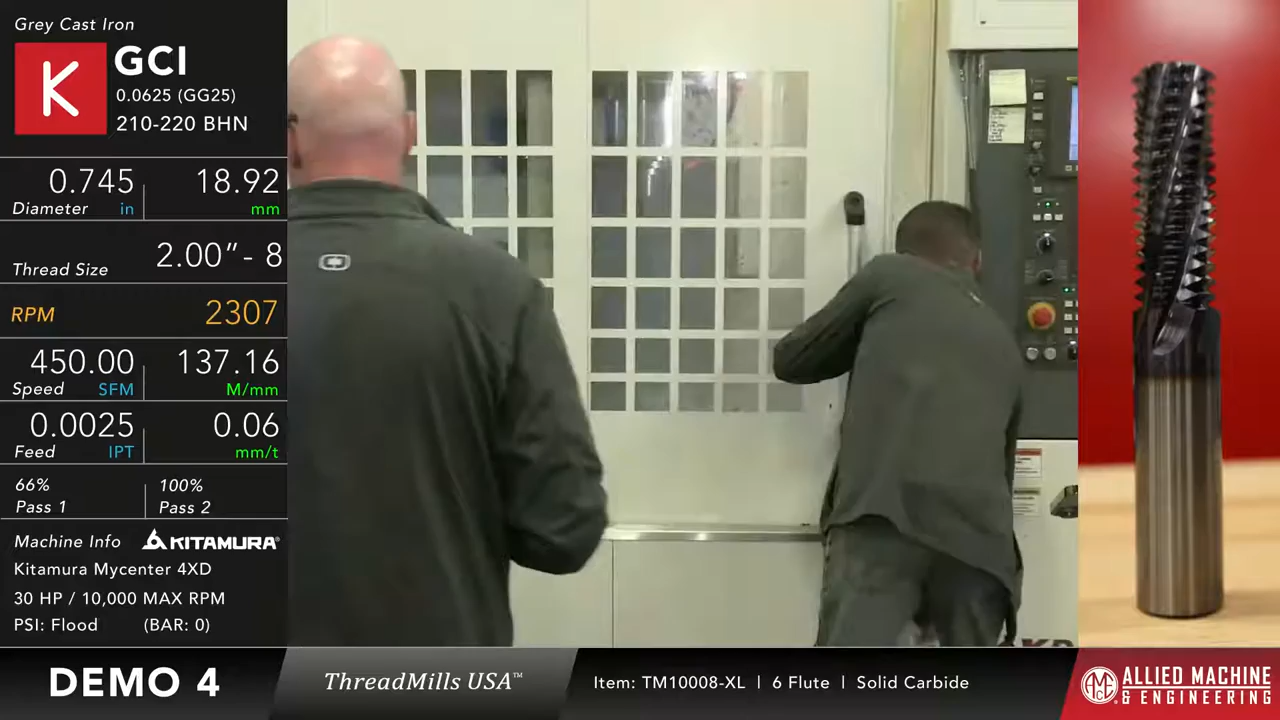 Grey Cast Iron
K
GCI
0.0625 (GG25)
210-220 BHN
0.745 18.92
Diameter in mm
2.00”- 8
Thread Size
RPM 2307
450.00 137.16
Speed SFM M/mm
0.0025 0.06
Feed IPT mm/t
66% 100%
Pass 1 Pass 2
Machine Info KITAMURA®
Kitamura Mycenter 4XD
30 HP / 10,000 MAX RPM
PSI: Flood (BAR: 0)
DEMO 4
ThreadMills USA™
Item: TM10008-XL | 6 Flute | Solid Carbide
ALLIED MACHINE
& ENGINEERING